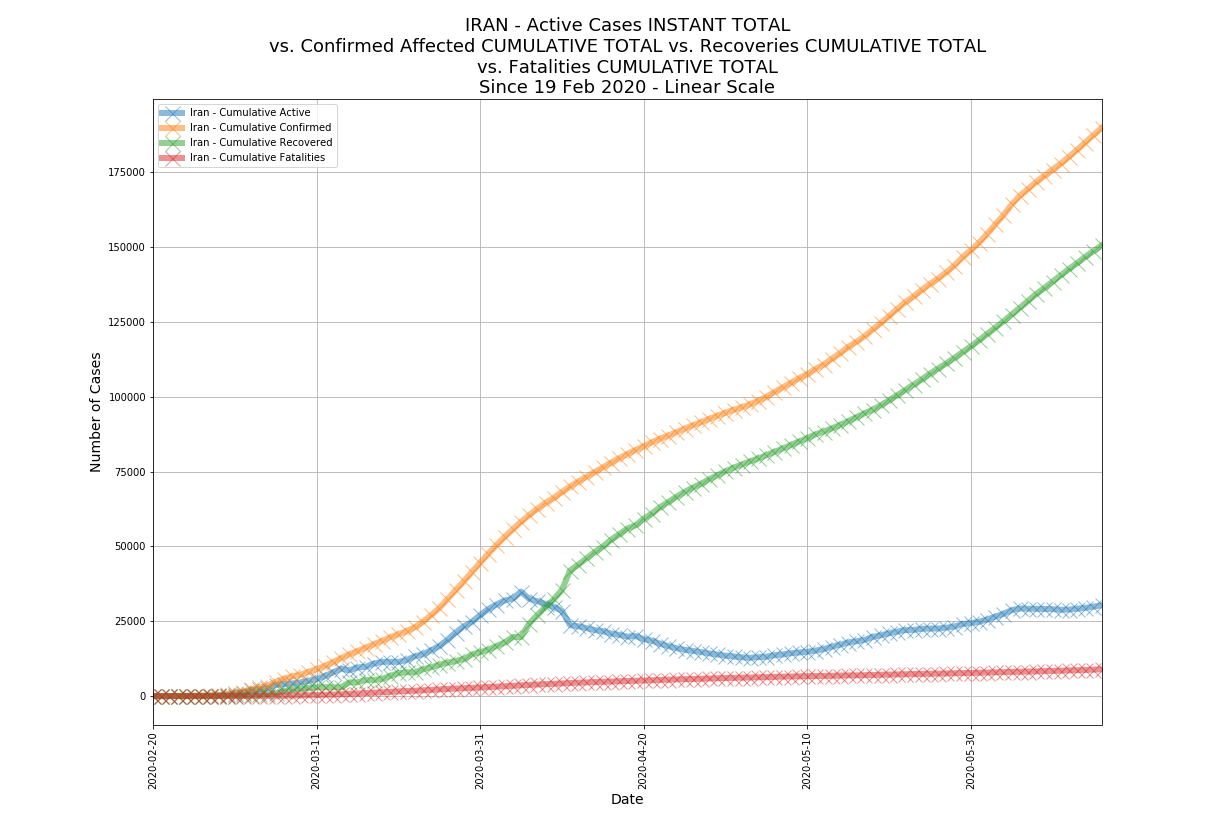 IRAN - Active Cases INSTANT TOTAL
vs. Confirmed Affected CUMULATIVE TOTAL vs. Recoveries CUMULATIVE TOTAL
vs. Fatalities CUMULATIVE TOTAL
Since 19 Feb 2020 - Linear Scale
Iran - Cumulative Active
Iran - Cumulative Confirmed
Iran - Cumulative Recovered
Iran - Cumulative Fatalities
175000
150000
125000
100000
75000
50000
25000
0
Number of Cases
2020-02-20
2020-03-11
2020-03-31
2020-04-20
2020-05-10
2020-05-30
Date